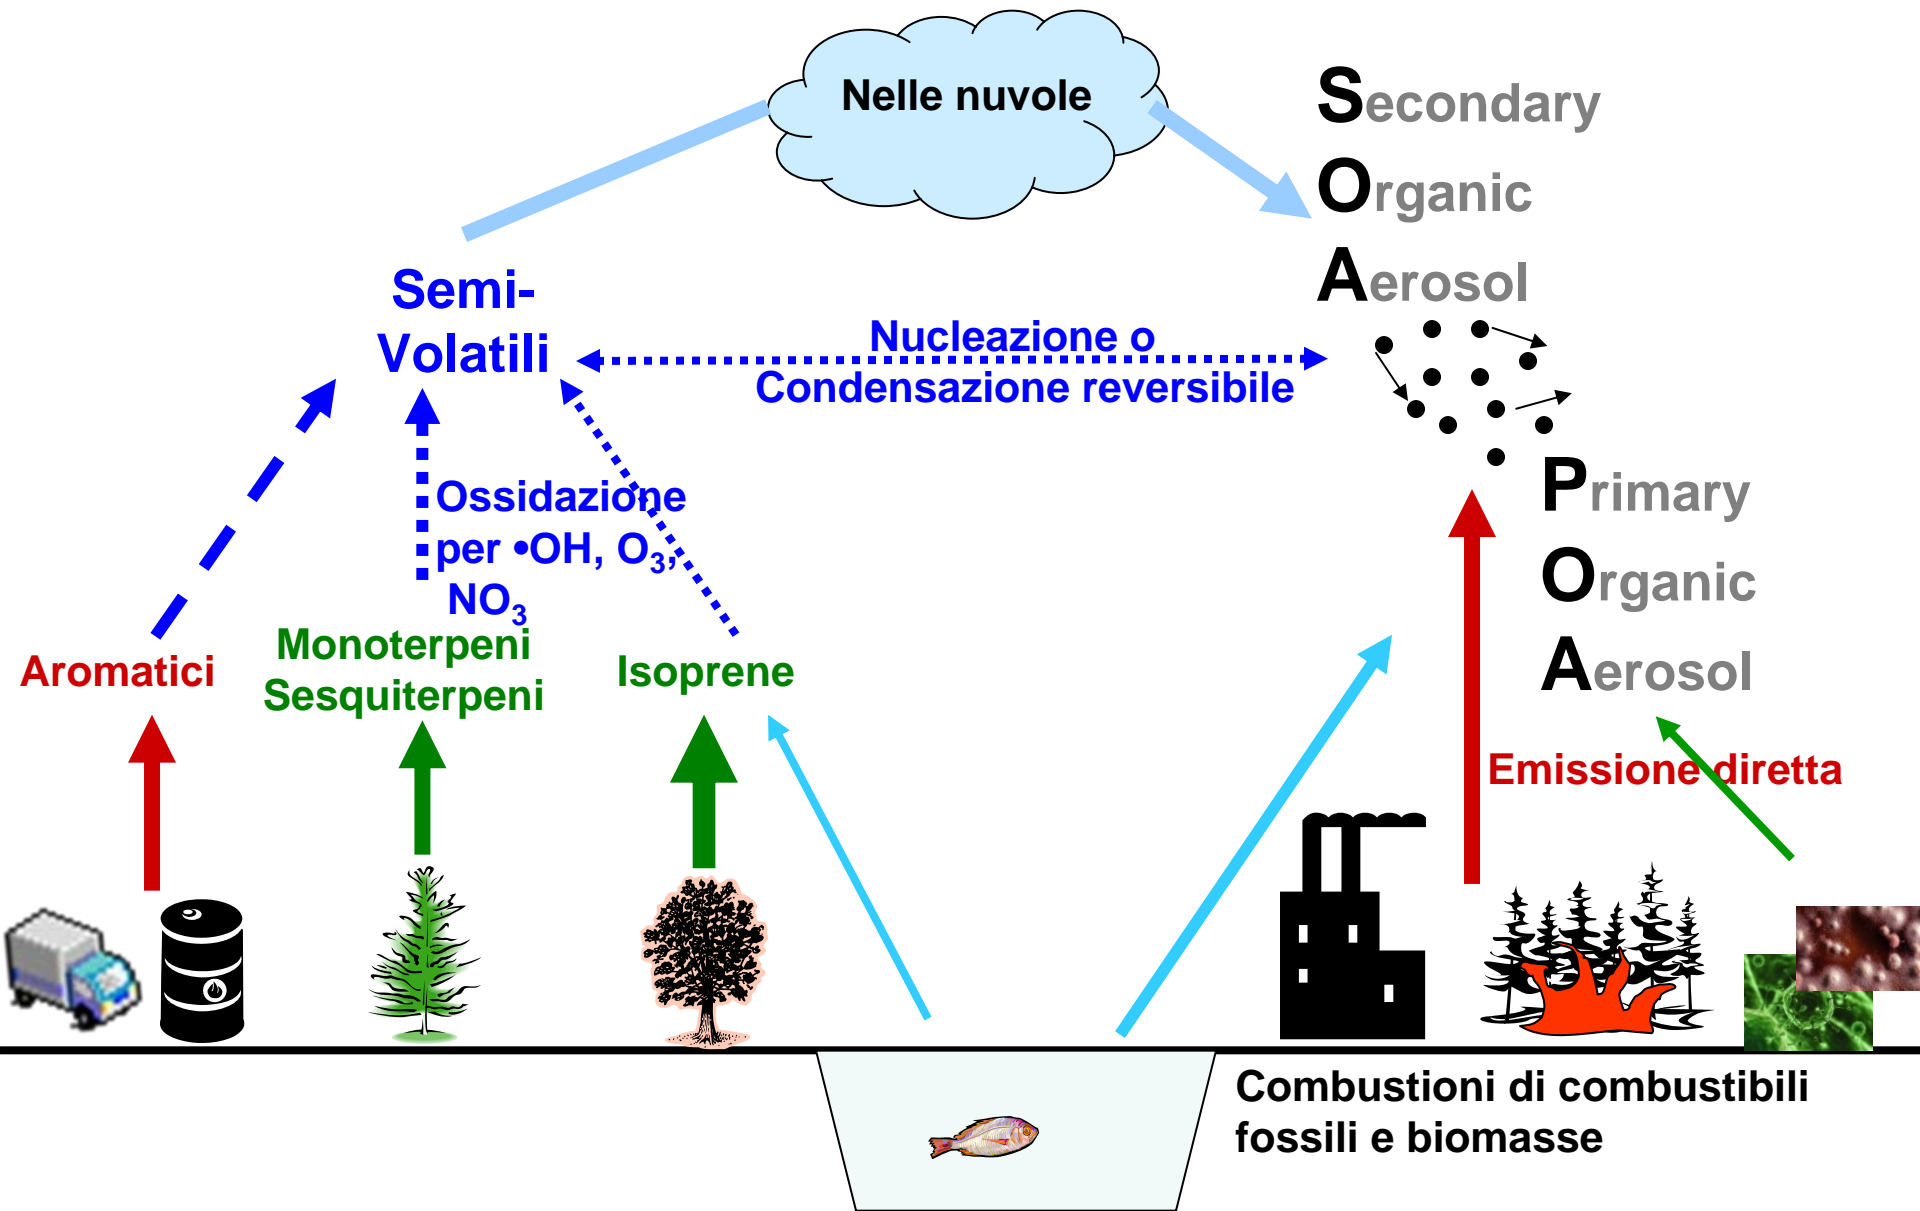 Nelle nuvole
Secondary
Organic
Aerosol
Semi-
Volatili
Nucleazione o
Condensazione reversibile
Ossidazione
per •OH, O₃,
NO₃
Primary
Organic
Aerosol
Aromatici
Monoterpeni
Sesquiterpeni
Isoprene
Emissione diretta
Combustioni di combustibili
fossili e biomasse